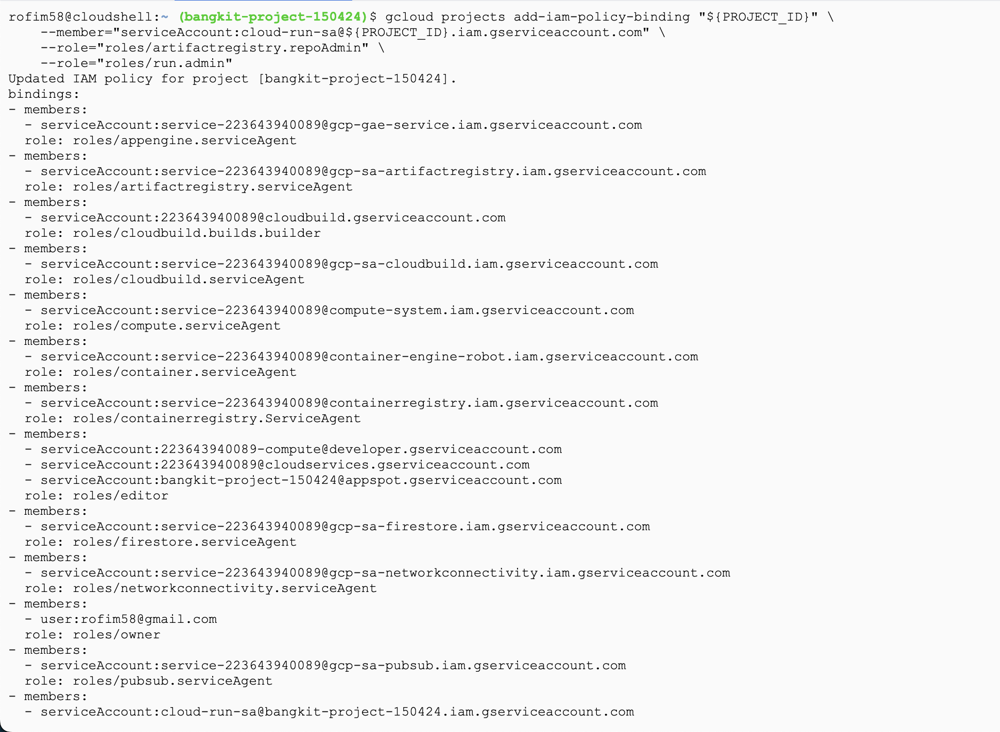 rofim58@cloudshell:~ (bangkit-project-150424)$ gcloud projects add-iam-policy-binding "${PROJECT_ID}" \
    --member="serviceAccount:cloud-run-sa@${PROJECT_ID}.iam.gserviceaccount.com" \
    --role="roles/artifactregistry.repoAdmin" \
    --role="roles/run.admin"
Updated IAM policy for project [bangkit-project-150424].
bindings:
- members:
  - serviceAccount:service-223643940089@gcp-gae-service.iam.gserviceaccount.com
  role: roles/appengine.serviceAgent
- members:
  - serviceAccount:service-223643940089@gcp-sa-artifactregistry.iam.gserviceaccount.com
  role: roles/artifactregistry.serviceAgent
- members:
  - serviceAccount:223643940089@cloudbuild.gserviceaccount.com
  role: roles/cloudbuild.builds.builder
- members:
  - serviceAccount:service-223643940089@gcp-sa-cloudbuild.iam.gserviceaccount.com
  role: roles/cloudbuild.serviceAgent
- members:
  - serviceAccount:service-223643940089@compute-system.iam.gserviceaccount.com
  role: roles/compute.serviceAgent
- members:
  - serviceAccount:service-223643940089@container-engine-robot.iam.gserviceaccount.com
  role: roles/container.serviceAgent
- members:
  - serviceAccount:service-223643940089@containerregistry.iam.gserviceaccount.com
  role: roles/containerregistry.ServiceAgent
- members:
  - serviceAccount:223643940089-compute@developer.gserviceaccount.com
  - serviceAccount:223643940089@cloudservices.gserviceaccount.com
  - serviceAccount:bangkit-project-150424@appspot.gserviceaccount.com
  role: roles/editor
- members:
  - serviceAccount:service-223643940089@gcp-sa-firestore.iam.gserviceaccount.com
  role: roles/firestore.serviceAgent
- members:
  - serviceAccount:service-223643940089@gcp-sa-networkconnectivity.iam.gserviceaccount.com
  role: roles/networkconnectivity.serviceAgent
- members:
  - user:rofim58@gmail.com
  role: roles/owner
- members:
  - serviceAccount:service-223643940089@gcp-sa-pubsub.iam.gserviceaccount.com
  role: roles/pubsub.serviceAgent
- members:
  - serviceAccount:cloud-run-sa@bangkit-project-150424.iam.gserviceaccount.com